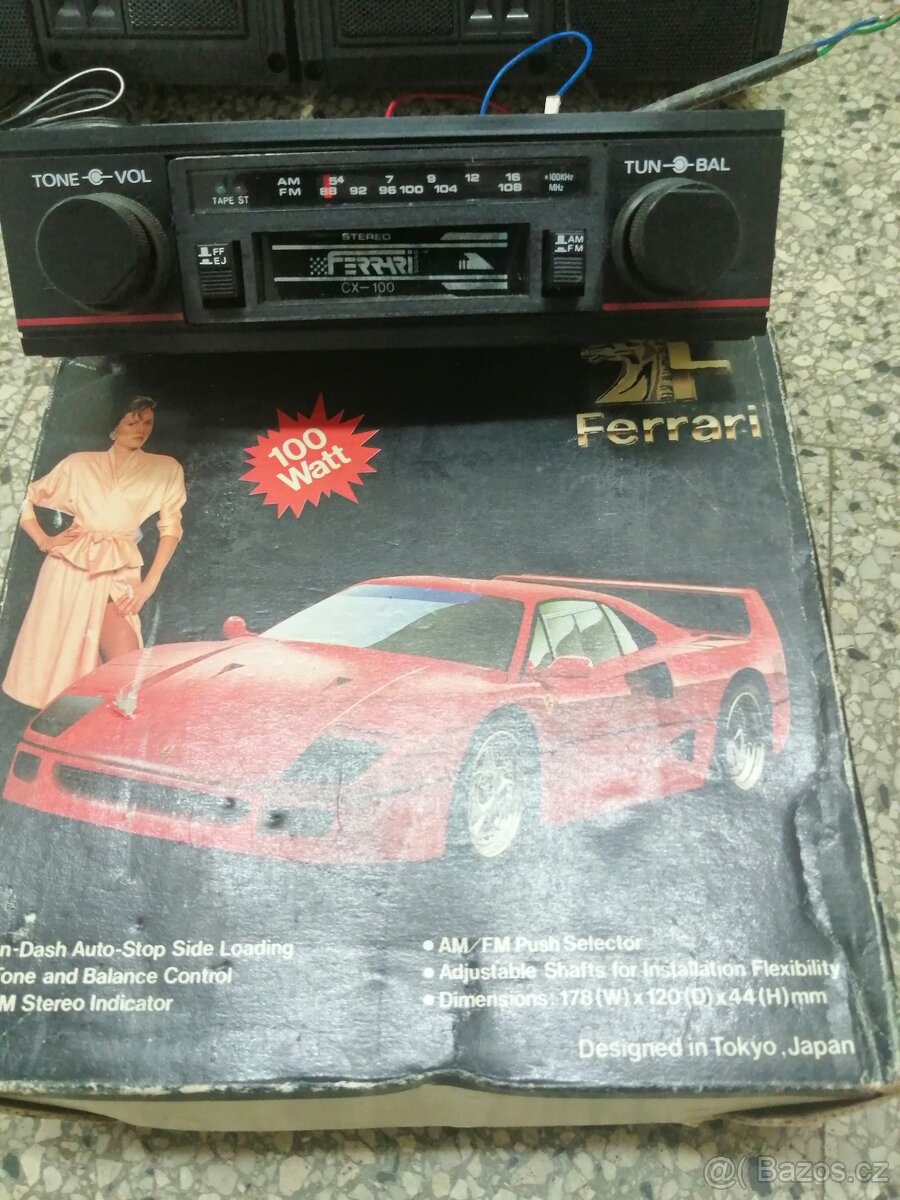 TONE VOL
TUN BAL
AM 54 7 9 12 16 ×100KHz
FM 88 92 96 100 104 108 MHz
TAPE ST
FF
EJ
AM
FM
STEREO
FERRARI
CX-100
100
Watt
Ferrari
n-Dash Auto-Stop Side Loading
Tone and Balance Control
M Stereo Indicator
• AM/FM Push Selector
• Adjustable Shafts for Installation Flexibility
• Dimensions: 178(W)x120(D)x44(H)mm
Designed in Tokyo, Japan
@( Bazos.cz